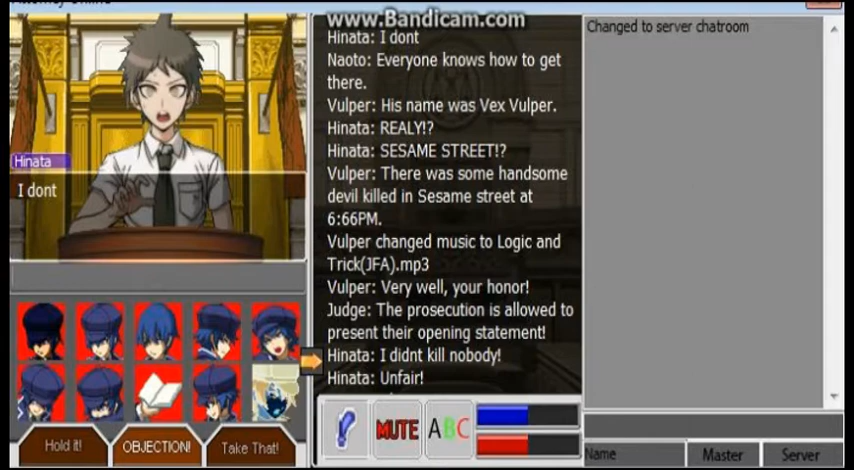 www.Bandicam.com
Hinata
I dont
Hold it!
OBJECTION!
Take That!
Hinata: I dont
Naoto: Everyone knows how to get
there.
Vulper: His name was Vex Vulper.
Hinata: REALY!?
Hinata: SESAME STREET!?
Vulper: There was some handsome
devil killed in Sesame street at
6:66PM.
Vulper changed music to Logic and
Trick(JFA).mp3
Vulper: Very well, your honor!
Judge: The prosecution is allowed to
present their opening statement!
Hinata: I didnt kill nobody!
Hinata: Unfair!
MUTE
ABC
Changed to server chatroom
Name
Master
Server